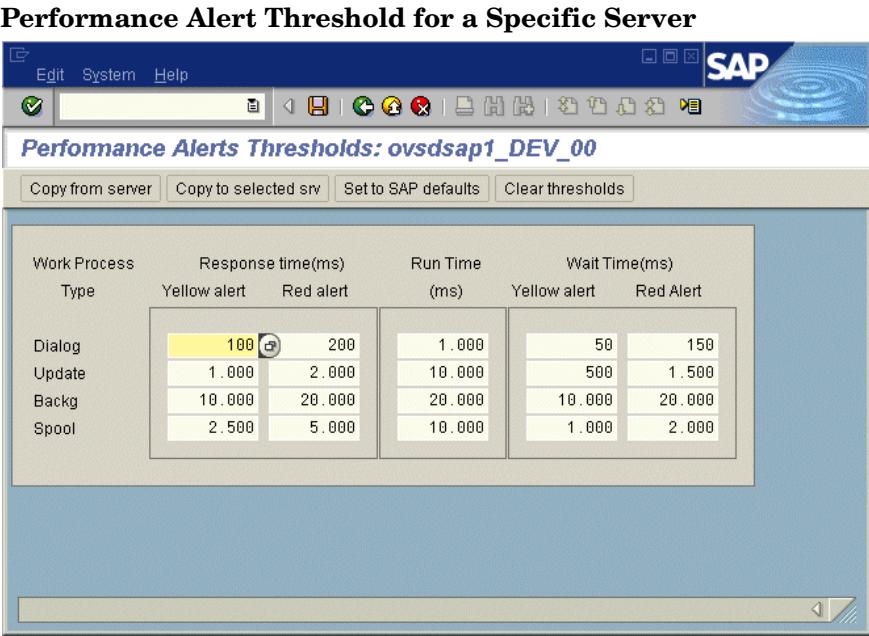 Performance Alert Threshold for a Specific Server
SAP
Edit System Help
Performance Alerts Thresholds: ovsdsap1_DEV_00
Copy from server Copy to selected srv Set to SAP defaults Clear thresholds
Work Process Response time(ms) Run Time Wait Time(ms)
Type Yellow alert Red alert (ms) Yellow alert Red Alert
Dialog 100 200 1.000 50 150
Update 1.000 2.000 10.000 500 1.500
Backg 10.000 20.000 20.000 10.000 20.000
Spool 2.500 5.000 10.000 1.000 2.000